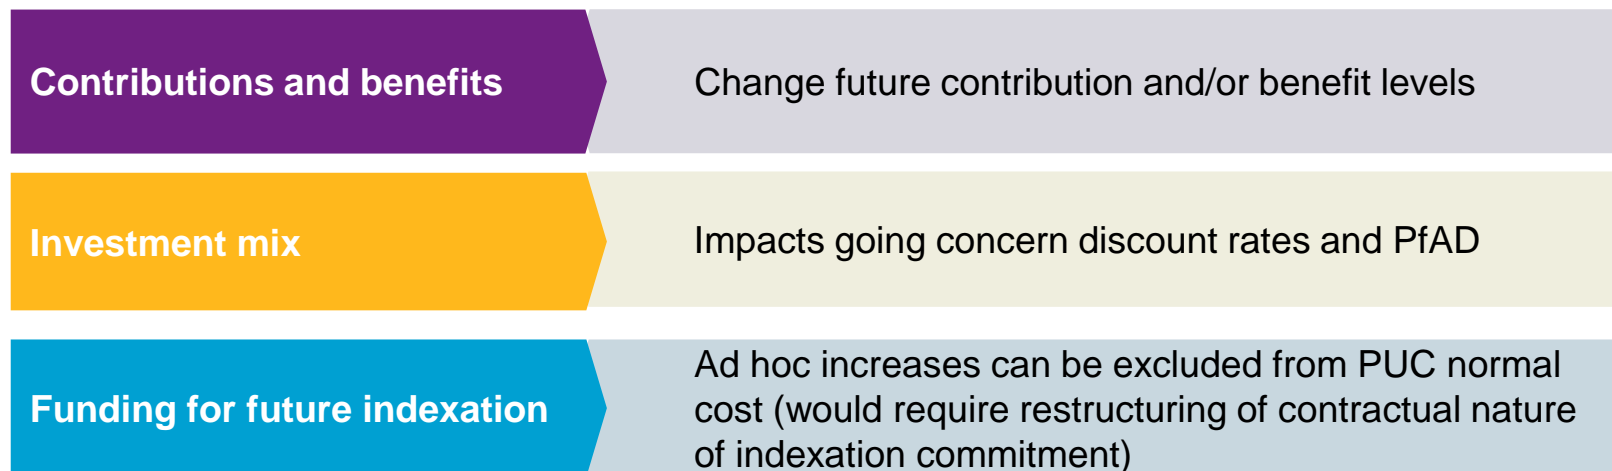 Contributions and benefits
Change future contribution and/or benefit levels
Investment mix
Impacts going concern discount rates and PfAD
Funding for future indexation
Ad hoc increases can be excluded from PUC normal
cost (would require restructuring of contractual nature
of indexation commitment)